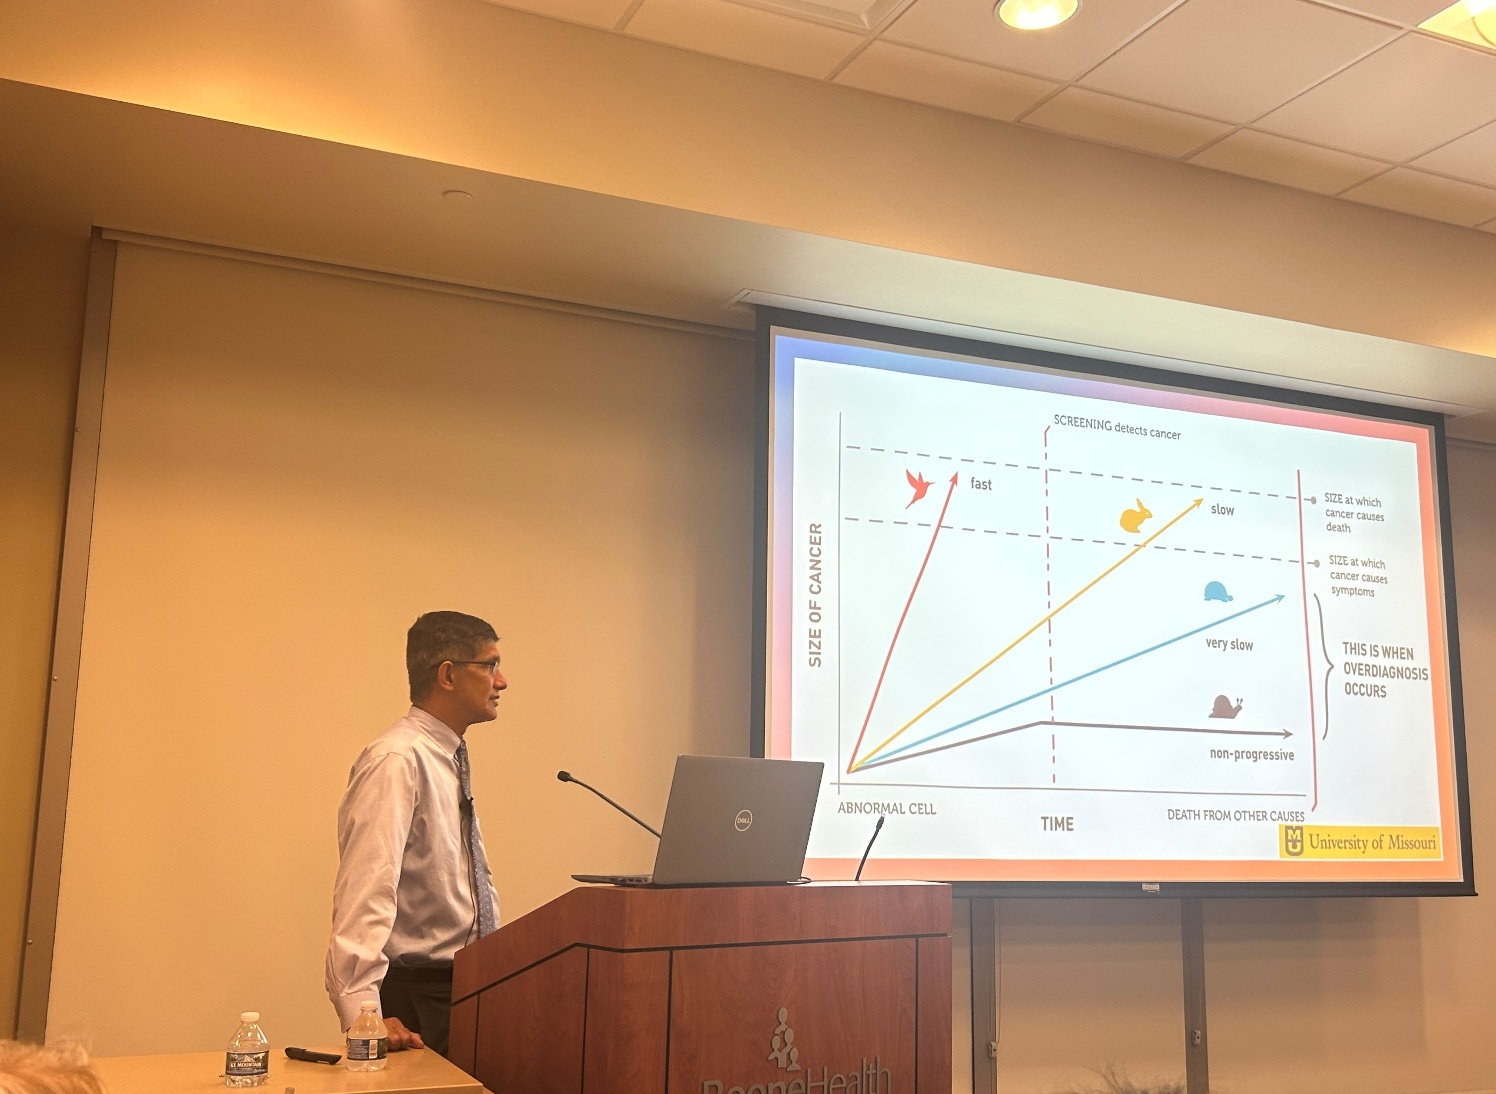 SCREENING detects cancer
fast
slow
SIZE at which
cancer causes
death
SIZE at which
cancer causes
symptoms
SIZE OF CANCER
very slow
THIS IS WHEN
OVERDIAGNOSIS
OCCURS
non-progressive
ABNORMAL CELL
TIME
DEATH FROM OTHER CAUSES
MU
University of Missouri
DELL
ICE MOUNTAIN
BooneHealth